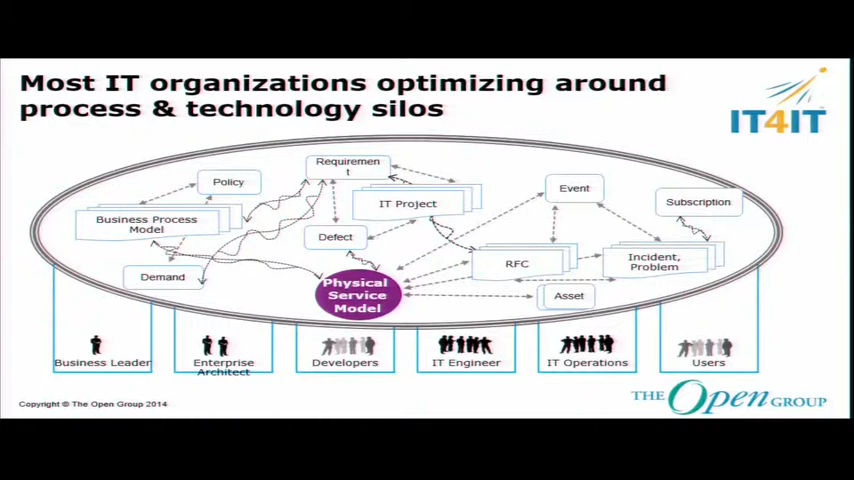 Most IT organizations optimizing around
process & technology silos
IT4IT
Requiremen
t
Policy
Event
IT Project
Subscription
Business Process
Model
Defect
RFC
Incident,
Problem
Demand
Physical
Service
Model
Asset
Business Leader
Enterprise
Architect
Developers
IT Engineer
IT Operations
Users
Copyright © The Open Group 2014
THE Open GROUP